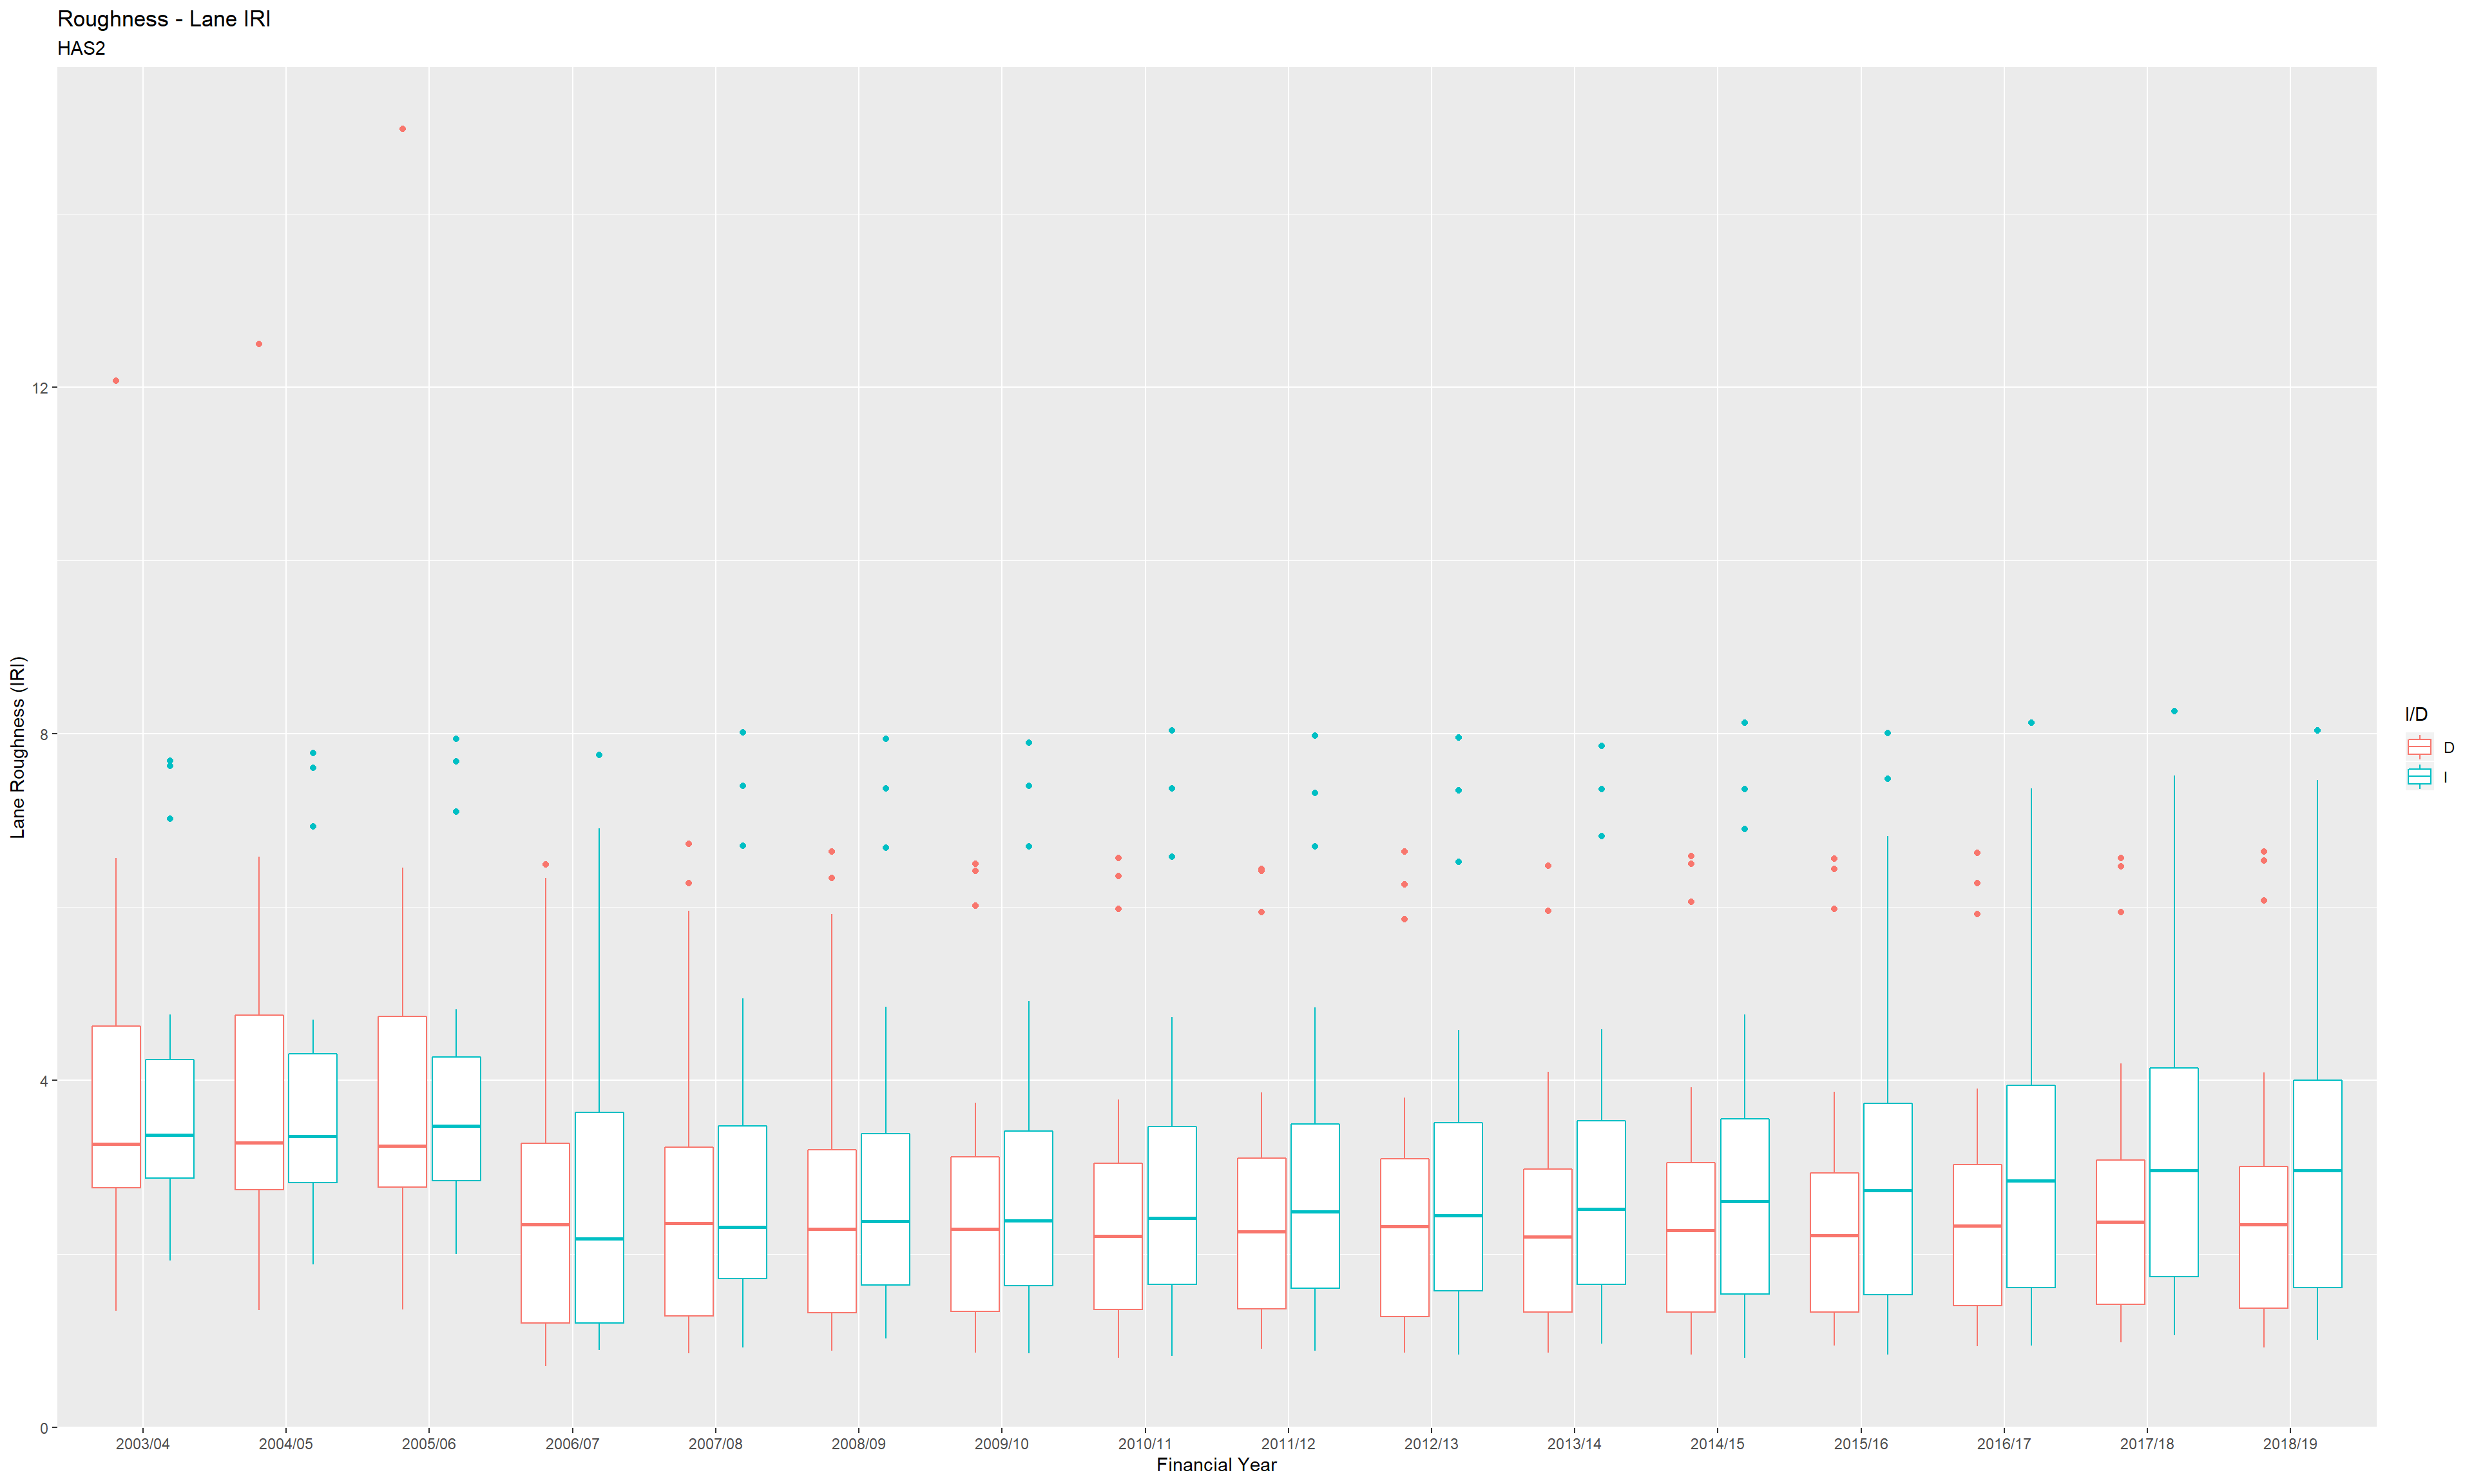 Roughness - Lane IRI
HAS2
Lane Roughness (IRI)
12
8
4
0
2003/04 2004/05 2005/06 2006/07 2007/08 2008/09 2009/10 2010/11 2011/12 2012/13 2013/14 2014/15 2015/16 2016/17 2017/18 2018/19
Financial Year
I/D
D
I